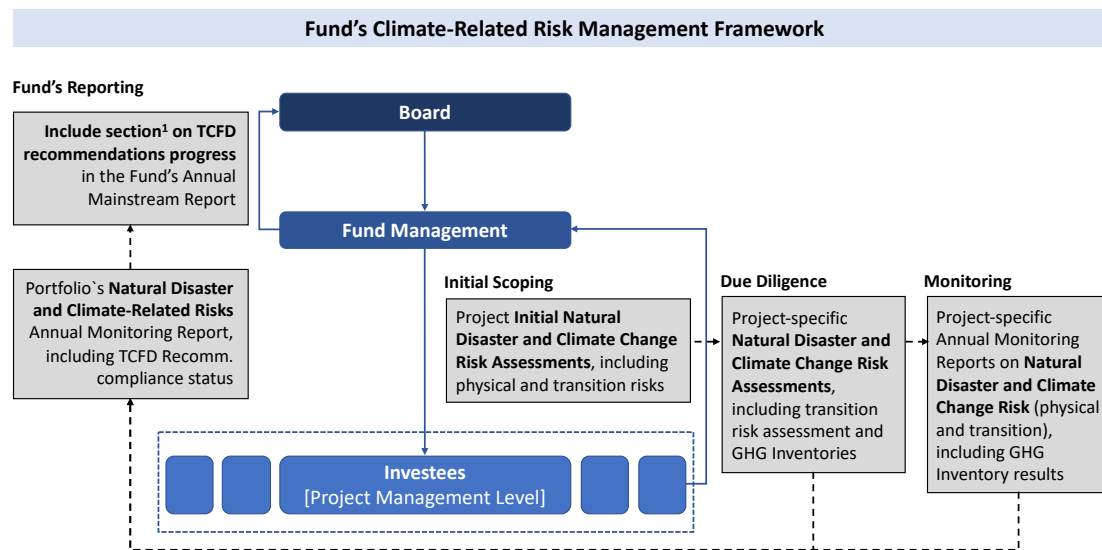 Fund's Climate-Related Risk Management Framework
Fund's Reporting
Include section¹ on TCFD
recommendations progress
in the Fund's Annual
Mainstream Report
Portfolio`s Natural Disaster
and Climate-Related Risks
Annual Monitoring Report,
including TCFD Recomm.
compliance status
Board
Fund Management
Initial Scoping
Project Initial Natural
Disaster and Climate Change
Risk Assessments, including
physical and transition risks
Due Diligence
Project-specific
Natural Disaster and
Climate Change Risk
Assessments,
including transition
risk assessment and
GHG Inventories
Monitoring
Project-specific
Annual Monitoring
Reports on Natural
Disaster and Climate
Change Risk (physical
and transition),
including GHG
Inventory results
Investees
[Project Management Level]